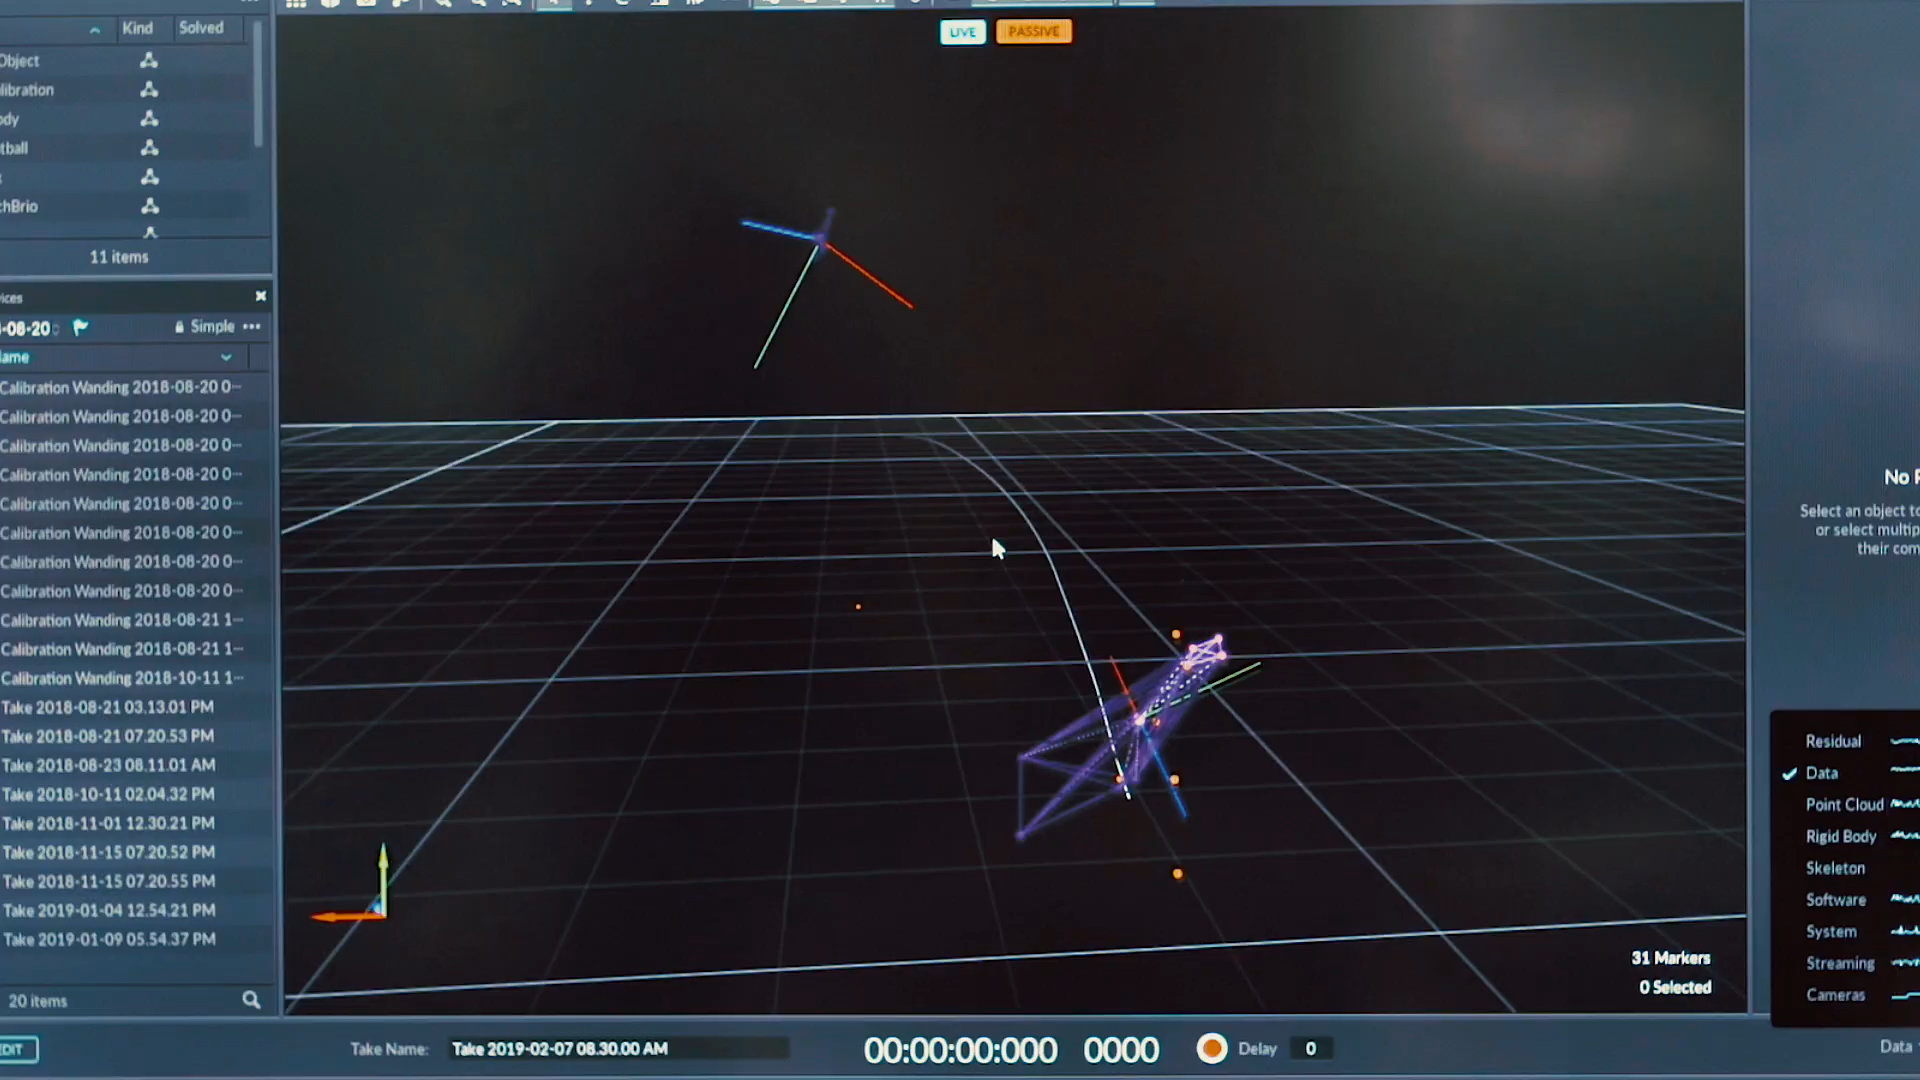 Kind Solved
Object
libration
ody
tball
chBrio
11 items
ices
-08-20 Simple
ame
Calibration Wanding 2018-08-20 0···
Calibration Wanding 2018-08-20 0···
Calibration Wanding 2018-08-20 0···
Calibration Wanding 2018-08-20 0···
Calibration Wanding 2018-08-20 0···
Calibration Wanding 2018-08-20 0···
Calibration Wanding 2018-08-20 0···
Calibration Wanding 2018-08-20 0···
Calibration Wanding 2018-08-21 1···
Calibration Wanding 2018-08-21 1···
Calibration Wanding 2018-10-11 1···
Take 2018-08-21 03.13.01 PM
Take 2018-08-21 07.20.53 PM
Take 2018-08-23 08.11.01 AM
Take 2018-10-11 02.04.32 PM
Take 2018-11-01 12.30.21 PM
Take 2018-11-15 07.20.52 PM
Take 2018-11-15 07.20.55 PM
Take 2019-01-04 12.54.21 PM
Take 2019-01-09 05.54.37 PM
20 items
LIVE PASSIVE
31 Markers
0 Selected
No P
Select an object to
or select multip
their com
Residual
Data
Point Cloud
Rigid Body
Skeleton
Software
System
Streaming
Cameras
EDIT Take Name: Take 2019-02-07 08.30.00 AM 00:00:00:000 0000 Delay 0 Data